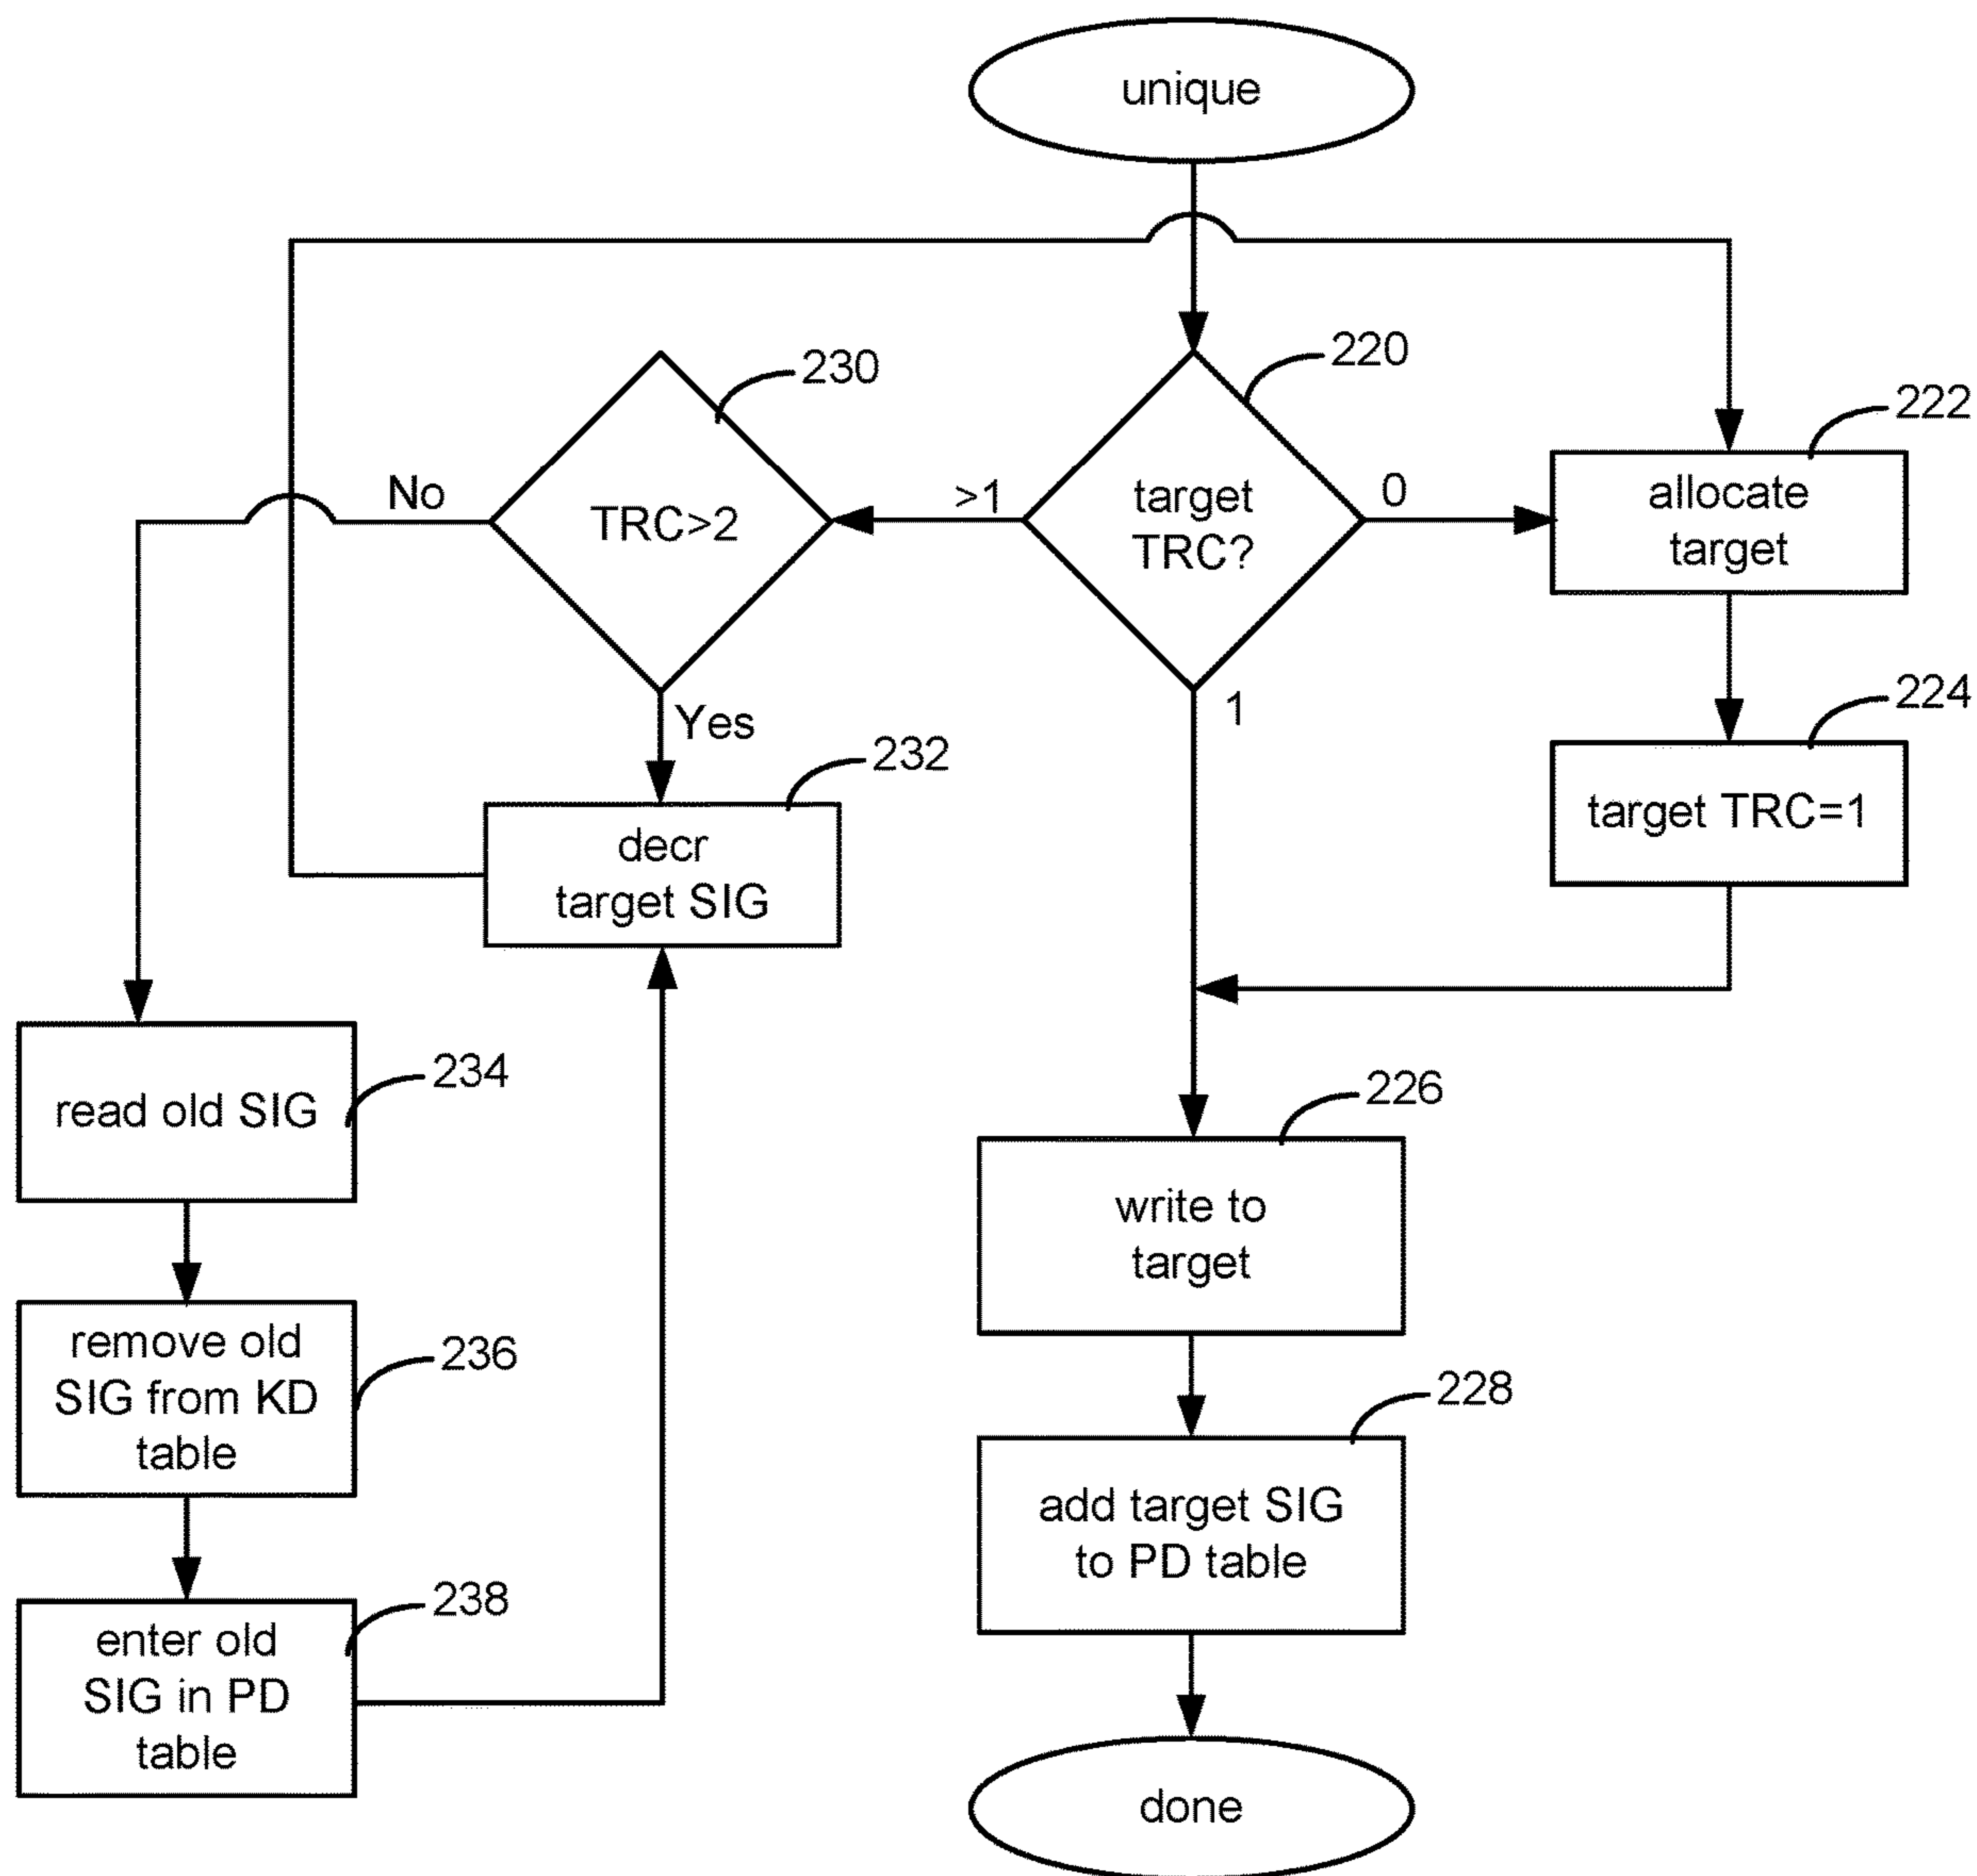 unique
230
220
222
No
>1
0
TRC>2
target
TRC?
allocate
target
Yes
1
224
232
target TRC=1
decr
target SIG
234
read old SIG
226
write to
target
236
remove old
SIG from KD
table
228
add target SIG
to PD table
238
enter old
SIG in PD
table
done